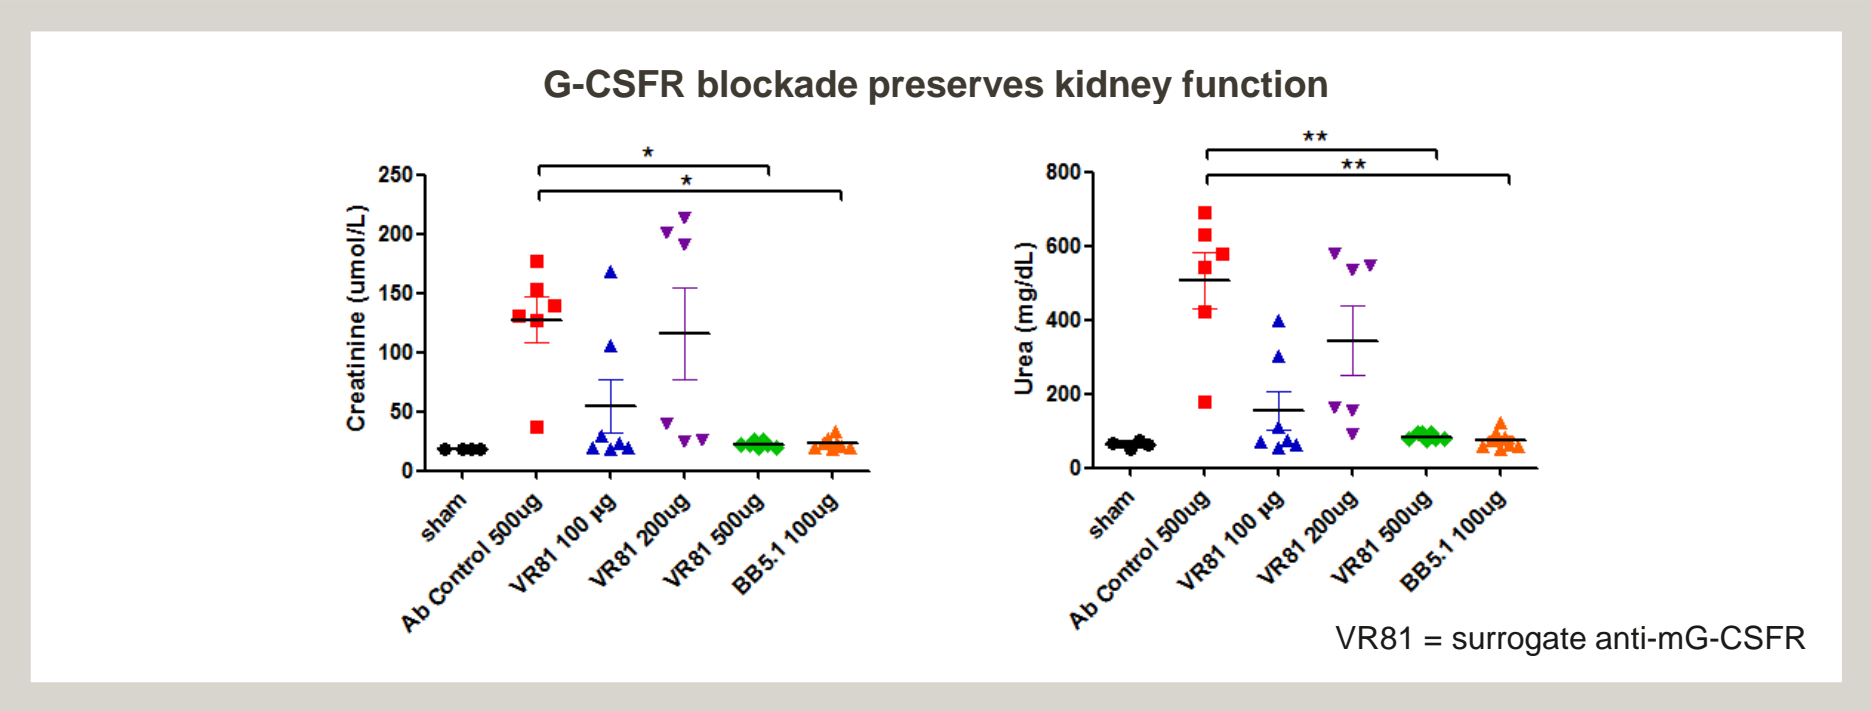 G-CSFR blockade preserves kidney function
*
*
250
200
150
100
50
0
Creatinine (umol/L)
sham
Ab Control 500ug
VR81 100 µg
VR81 200ug
VR81 500ug
BB5.1 100ug
**
**
800
600
400
200
0
Urea (mg/dL)
sham
Ab Control 500ug
VR81 100 µg
VR81 200ug
VR81 500ug
BB5.1 100ug
VR81 = surrogate anti-mG-CSFR